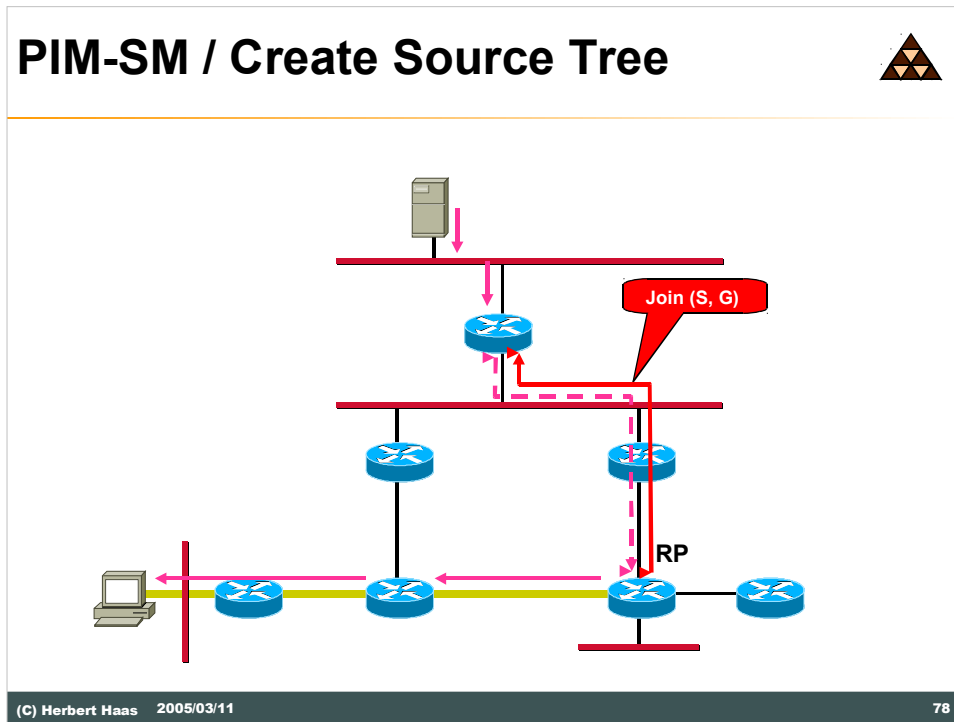 PIM-SM / Create Source Tree
Join (S, G)
RP
(C) Herbert Haas 2005/03/11
78